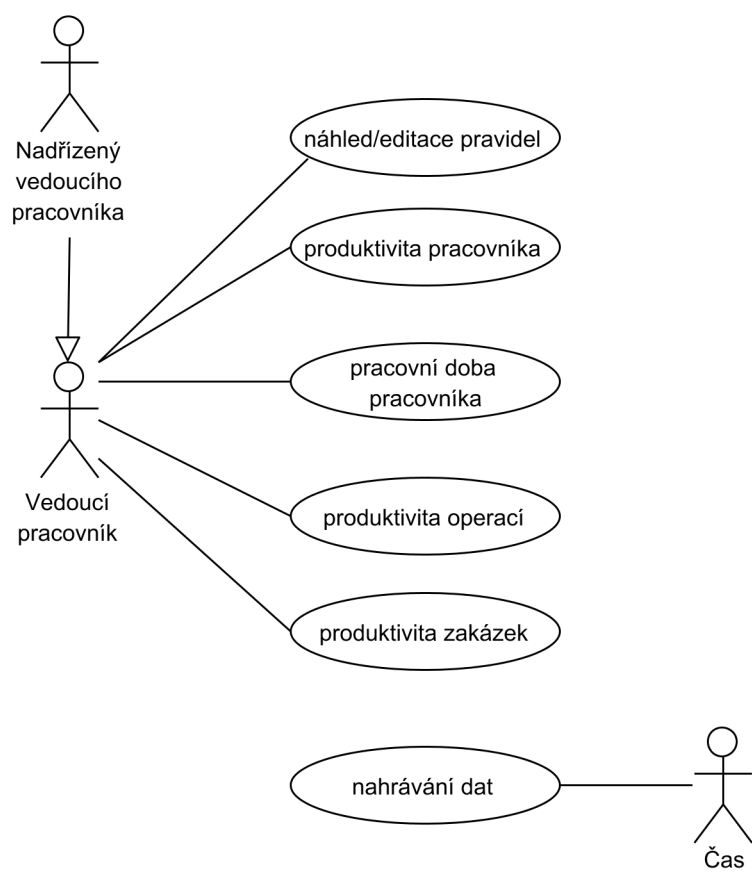 Nadřízený
vedoucího
pracovníka
náhled/editace pravidel
produktivita pracovníka
pracovní doba
pracovníka
Vedoucí
pracovník
produktivita operací
produktivita zakázek
nahrávání dat
Čas